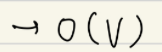 → O(V)